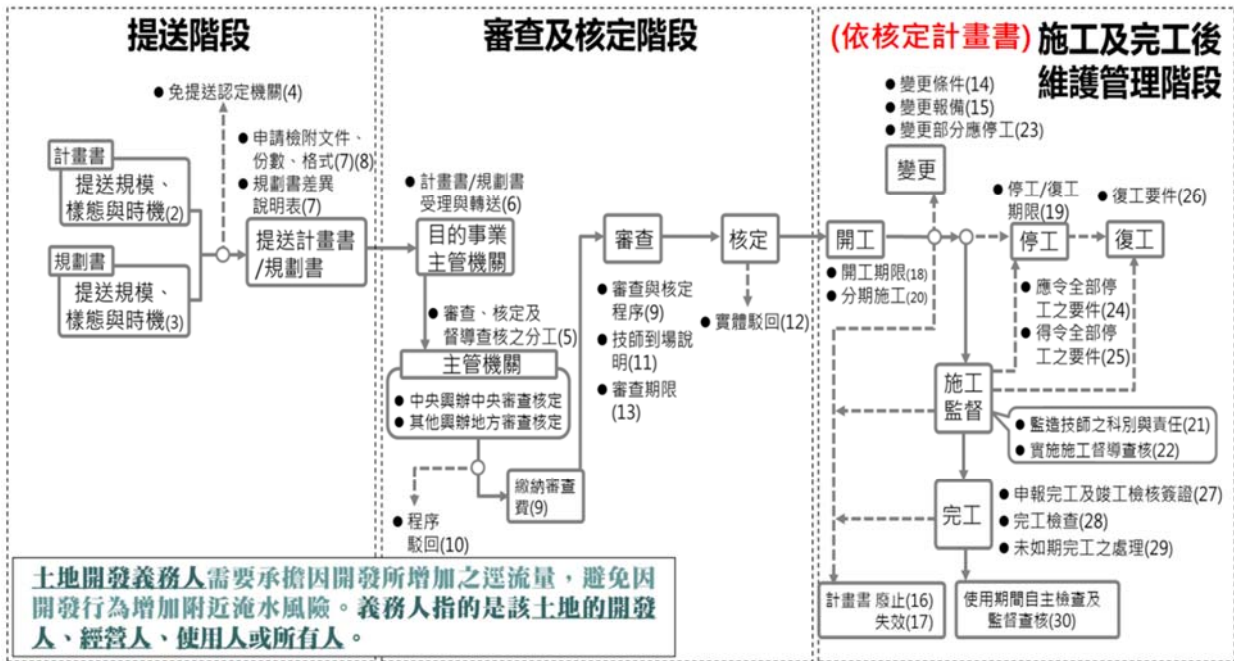 提送階段
免提送認定機關(4)
申請檢附文件、
份數、格式(7)(8)
規劃書差異
說明表(7)
計畫書
提送規模、
樣態與時機(2)
規劃書
提送規模、
樣態與時機(3)
提送計畫書
/規劃書
審查及核定階段
計畫書/規劃書
受理與轉送(6)
目的事業
主管機關
審查、核定及
督導查核之分工(5)
主管機關
中央興辦中央審查核定
其他興辦地方審查核定
程序
駁回(10)
繳納審查
費(9)
審查
審查與核定
程序(9)
技師到場說
明(11)
審查期限
(13)
核定
實體駁回(12)
(依核定計畫書) 施工及完工後
維護管理階段
變更條件(14)
變更報備(15)
變更部分應停工(23)
變更
開工
開工期限(18)
分期施工(20)
停工/復工
期限(19)
停工
復工要件(26)
復工
應令全部停
工之要件(24)
得令全部停
工之要件(25)
施工
監督
監造技師之科別與責任(21)
實施施工督導查核(22)
完工
申報完工及竣工檢核簽證(27)
完工檢查(28)
未如期完工之處理(29)
計畫書 廢止(16)
失效(17)
使用期間自主檢查及
監督查核(30)
土地開發義務人需要承擔因開發所增加之逕流量，避免因
開發行為增加附近淹水風險。義務人指的是該土地的開發
人、經營人、使用人或所有人。